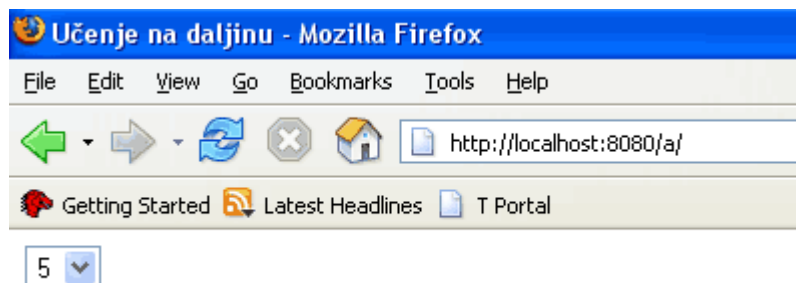 Učenje na daljinu - Mozilla Firefox
File Edit View Go Bookmarks Tools Help
http://localhost:8080/a/
Getting Started Latest Headlines T Portal
5